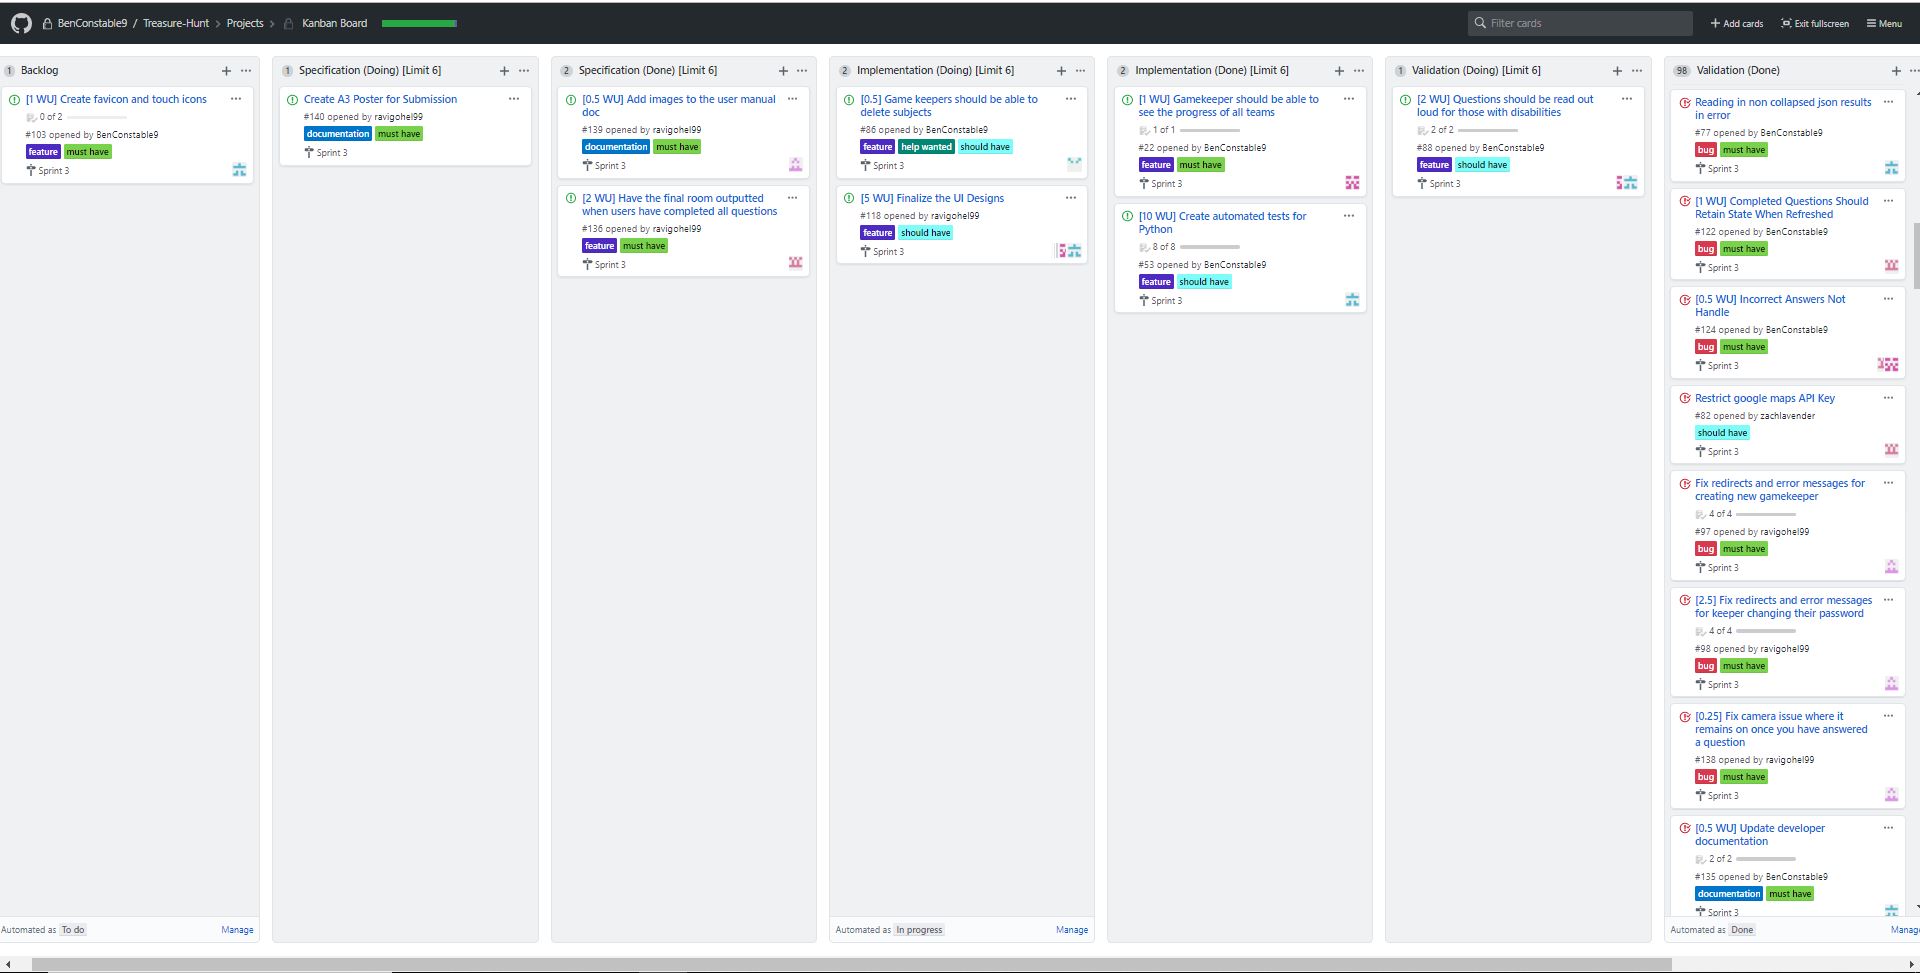 BenConstable9 / Treasure-Hunt > Projects > Kanban Board
Filter cards
+ Add cards
Exit fullscreen
Menu
1 Backlog
[1 WU] Create favicon and touch icons
0 of 2
#103 opened by BenConstable9
feature must have
Sprint 3
Automated as To do
Manage
1 Specification (Doing) [Limit 6]
Create A3 Poster for Submission
#140 opened by ravigohel99
documentation must have
Sprint 3
2 Specification (Done) [Limit 6]
[0.5 WU] Add images to the user manual
doc
#139 opened by ravigohel99
documentation must have
Sprint 3
[2 WU] Have the final room outputted
when users have completed all questions
#136 opened by ravigohel99
feature must have
Sprint 3
2 Implementation (Doing) [Limit 6]
[0.5] Game keepers should be able to
delete subjects
#86 opened by BenConstable9
feature help wanted should have
Sprint 3
[5 WU] Finalize the UI Designs
#118 opened by ravigohel99
feature should have
Sprint 3
Automated as In progress
Manage
2 Implementation (Done) [Limit 6]
[1 WU] Gamekeeper should be able to
see the progress of all teams
1 of 1
#22 opened by BenConstable9
feature must have
Sprint 3
[10 WU] Create automated tests for
Python
8 of 8
#53 opened by BenConstable9
feature should have
Sprint 3
1 Validation (Doing) [Limit 6]
[2 WU] Questions should be read out
loud for those with disabilities
2 of 2
#88 opened by BenConstable9
feature should have
Sprint 3
98 Validation (Done)
Reading in non collapsed json results
in error
#77 opened by BenConstable9
bug must have
Sprint 3
[1 WU] Completed Questions Should
Retain State When Refreshed
#122 opened by BenConstable9
bug must have
Sprint 3
[0.5 WU] Incorrect Answers Not
Handle
#124 opened by BenConstable9
bug must have
Sprint 3
Restrict google maps API Key
#82 opened by zachlavender
should have
Sprint 3
Fix redirects and error messages for
creating new gamekeeper
4 of 4
#97 opened by ravigohel99
bug must have
Sprint 3
[2.5] Fix redirects and error messages
for keeper changing their password
4 of 4
#98 opened by ravigohel99
bug must have
Sprint 3
[0.25] Fix camera issue where it
remains on once you have answered
a question
#138 opened by ravigohel99
bug must have
Sprint 3
[0.5 WU] Update developer
documentation
2 of 2
#135 opened by BenConstable9
documentation must have
Sprint 3
Automated as Done
Manag